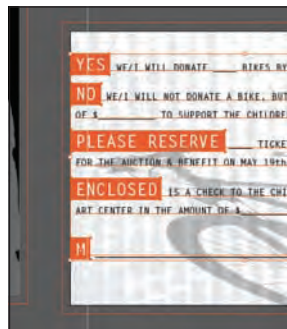 YES WE/I WILL DONATE ____ BIKES BY
NO WE/I WILL NOT DONATE A BIKE, BUT
OF $________ TO SUPPORT THE CHILDRE
PLEASE RESERVE ____ TICKE
FOR THE AUCTION & BENEFIT ON MAY 19th
ENCLOSED IS A CHECK TO THE CHI
ART CENTER IN THE AMOUNT OF $________
M